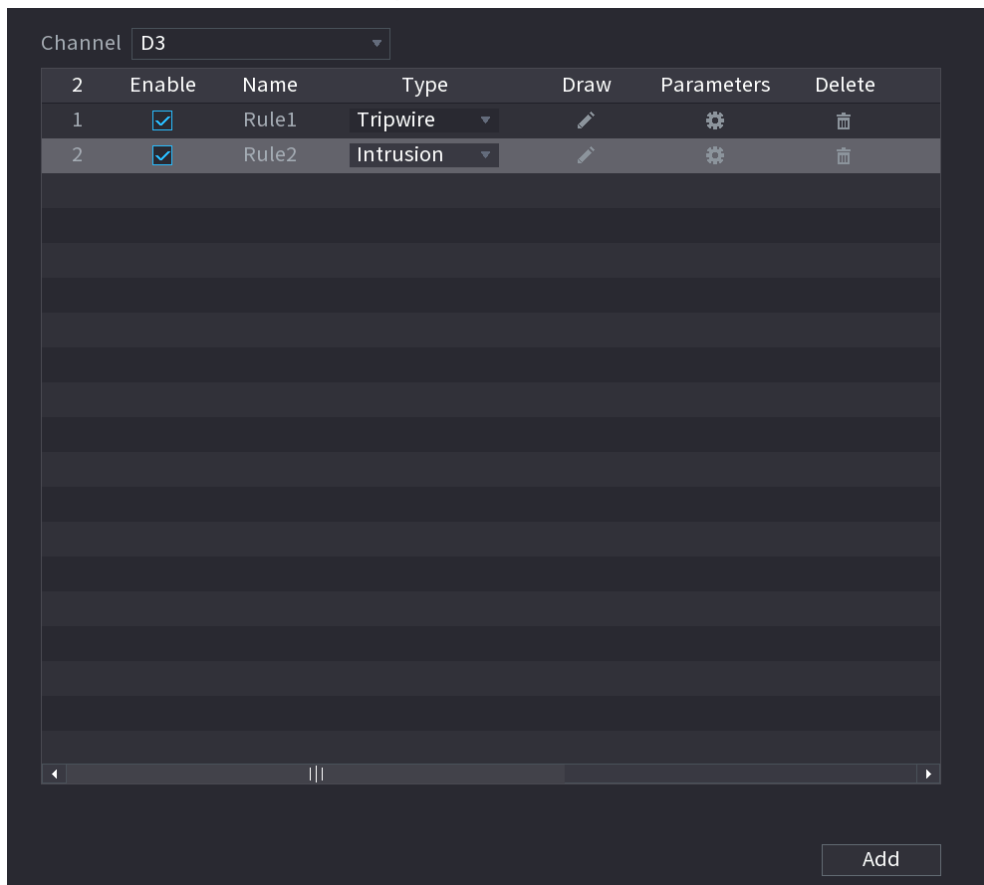 Channel D3
2 Enable Name Type Draw Parameters Delete
1 Rule1 Tripwire
2 Rule2 Intrusion
Add